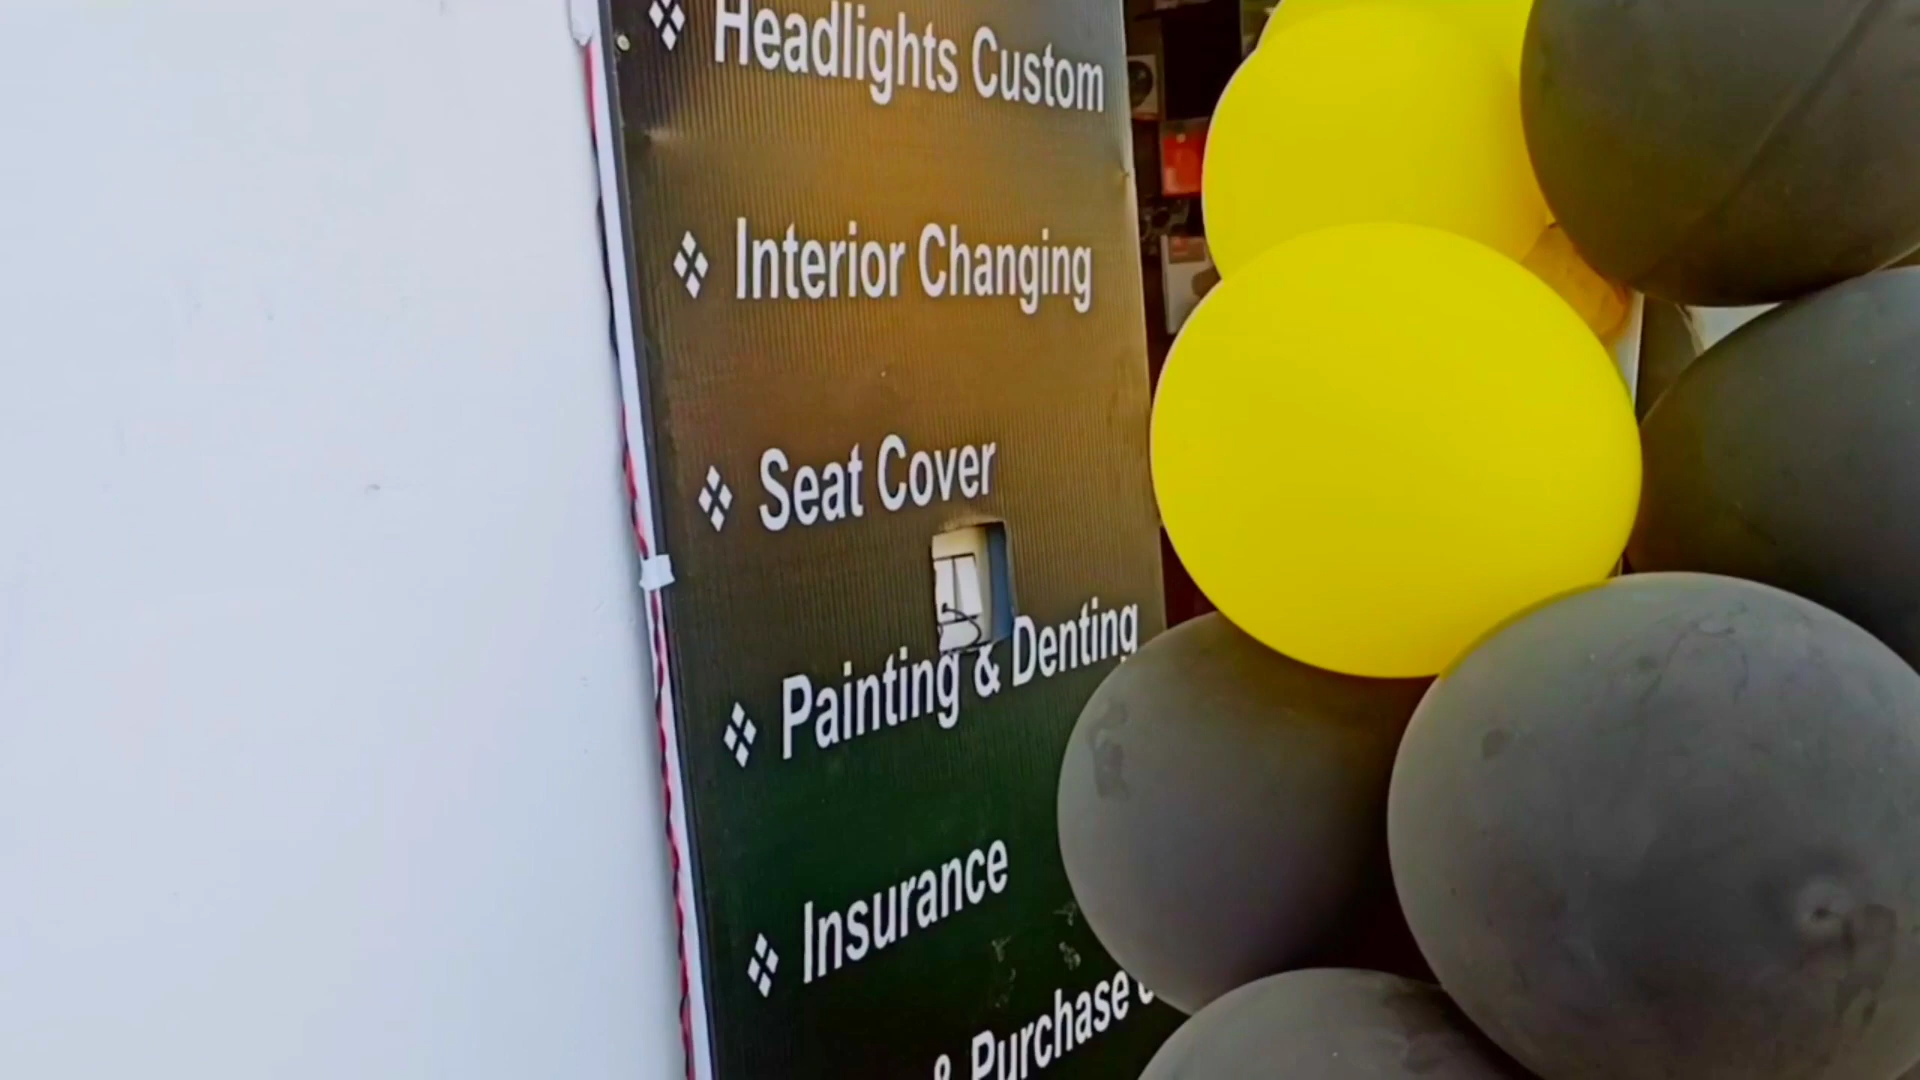 Headlights Custom
Interior Changing
Seat Cover
Painting & Denting
Insurance
& Purchase